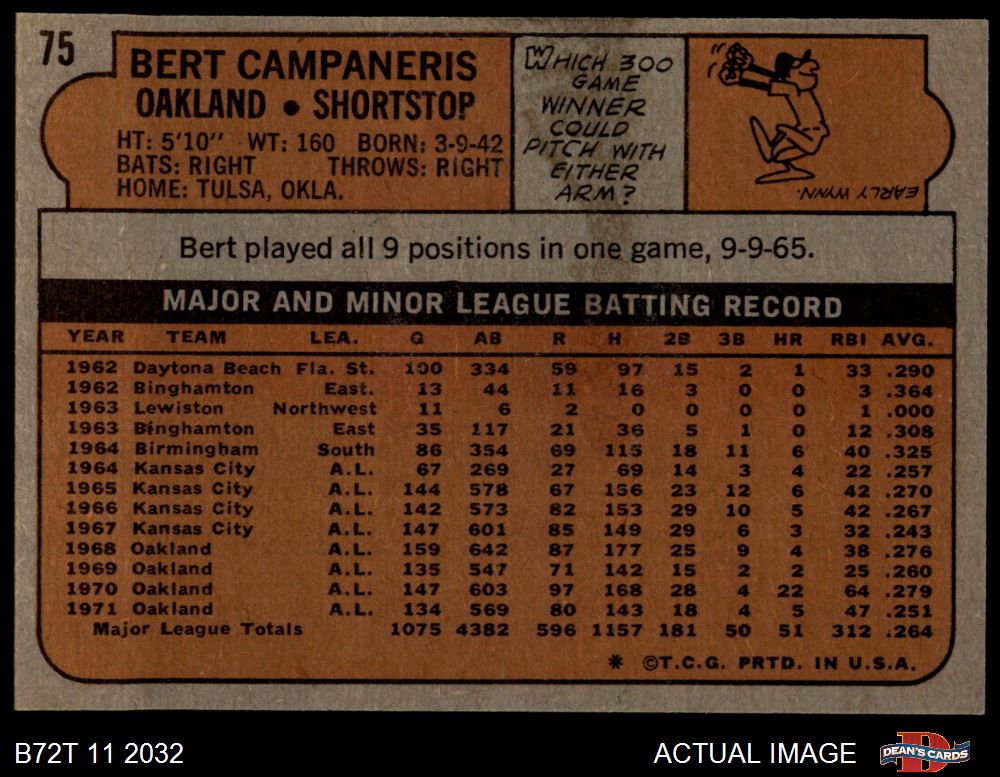 75
BERT CAMPANERIS
OAKLAND • SHORTSTOP
HT: 5'10" WT: 160 BORN: 3-9-42
BATS: RIGHT THROWS: RIGHT
HOME: TULSA, OKLA.
WHICH 300
GAME
WINNER
COULD
PITCH WITH
EITHER
ARM?
EARLY WYNN.
Bert played all 9 positions in one game, 9-9-65.
MAJOR AND MINOR LEAGUE BATTING RECORD
YEAR TEAM LEA. G AB R H 2B 3B HR RBI AVG.
1962 Daytona Beach Fla. St. 100 334 59 97 15 2 1 33 .290
1962 Binghamton East. 13 44 11 16 3 0 0 3 .364
1963 Lewiston Northwest 11 6 2 0 0 0 0 1 .000
1963 Binghamton East 35 117 21 36 5 1 0 12 .308
1964 Birmingham South 86 354 69 115 18 11 6 40 .325
1964 Kansas City A.L. 67 269 27 69 14 3 4 22 .257
1965 Kansas City A.L. 144 578 67 156 23 12 6 42 .270
1966 Kansas City A.L. 142 573 82 153 29 10 5 42 .267
1967 Kansas City A.L. 147 601 85 149 29 6 3 32 .243
1968 Oakland A.L. 159 642 87 177 25 9 4 38 .276
1969 Oakland A.L. 135 547 71 142 15 2 2 25 .260
1970 Oakland A.L. 147 603 97 168 28 4 22 64 .279
1971 Oakland A.L. 134 569 80 143 18 4 5 47 .251
Major League Totals 1075 4382 596 1157 181 50 51 312 .264
* ©T.C.G. PRTD. IN U.S.A.
B72T 11 2032
ACTUAL IMAGE
D
DEAN'S CARDS